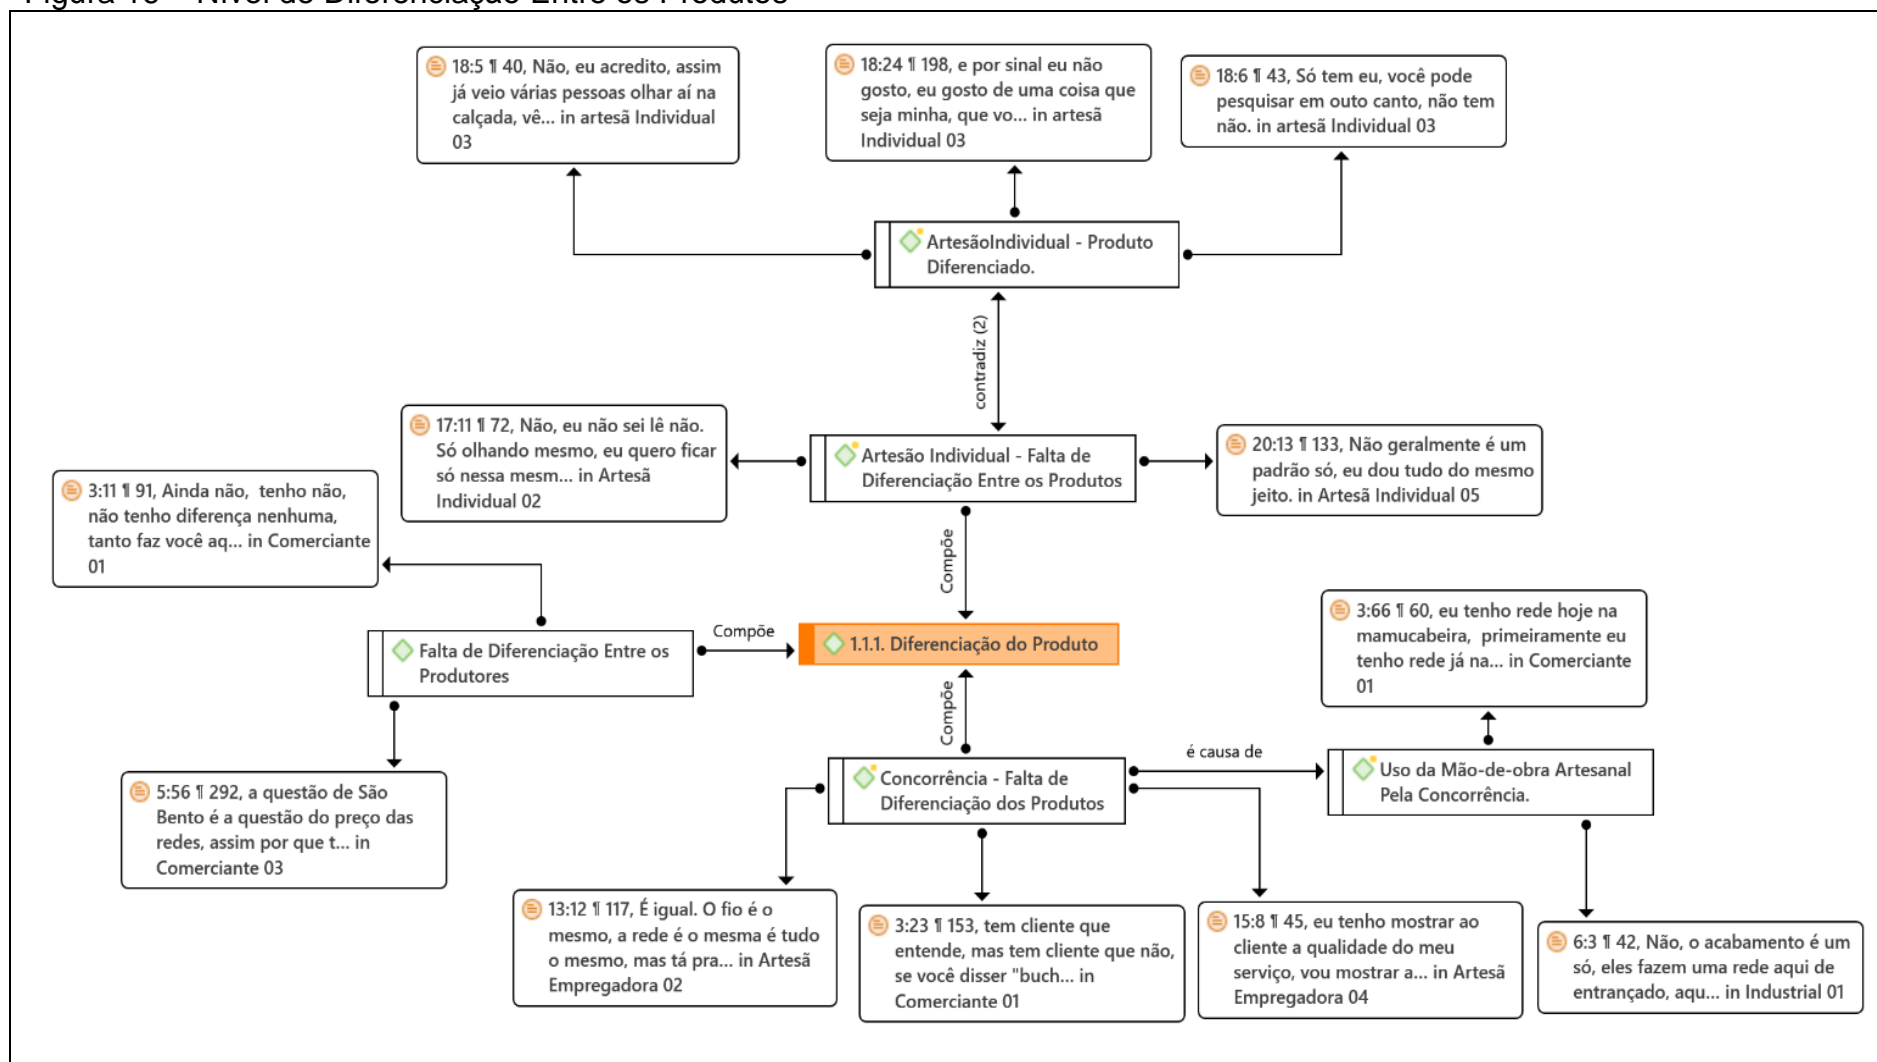 18:5 ¶ 40, Não, eu acredito, assim
já veio várias pessoas olhar aí na
calçada, vê... in artesã Individual
03
18:24 ¶ 198, e por sinal eu não
gosto, eu gosto de uma coisa que
seja minha, que vo... in artesã
Individual 03
18:6 ¶ 43, Só tem eu, você pode
pesquisar em outo canto, não tem
não. in artesã Individual 03
ArtesãoIndividual - Produto
Diferenciado.
contradiz (2)
17:11 ¶ 72, Não, eu não sei lê não.
Só olhando mesmo, eu quero ficar
só nessa mesm... in Artesã
Individual 02
Artesão Individual - Falta de
Diferenciação Entre os Produtos
20:13 ¶ 133, Não geralmente é um
padrão só, eu dou tudo do mesmo
jeito. in Artesã Individual 05
3:11 ¶ 91, Ainda não, tenho não,
não tenho diferença nenhuma,
tanto faz você aq... in Comerciante
01
Compõe
3:66 ¶ 60, eu tenho rede hoje na
mamucabeira, primeiramente eu
tenho rede já na... in Comerciante
01
Falta de Diferenciação Entre os
Produtores
Compõe
1.1.1. Diferenciação do Produto
Compõe
5:56 ¶ 292, a questão de São
Bento é a questão do preço das
redes, assim por que t... in
Comerciante 03
Concorrência - Falta de
Diferenciação dos Produtos
é causa de
Uso da Mão-de-obra Artesanal
Pela Concorrência.
13:12 ¶ 117, É igual. O fio é o
mesmo, a rede é o mesma é tudo
o mesmo, mas tá pra... in Artesã
Empregadora 02
3:23 ¶ 153, tem cliente que
entende, mas tem cliente que não,
se você disser "buch... in
Comerciante 01
15:8 ¶ 45, eu tenho mostrar ao
cliente a qualidade do meu
serviço, vou mostrar a... in Artesã
Empregadora 04
6:3 ¶ 42, Não, o acabamento é um
só, eles fazem uma rede aqui de
entrançado, aqu... in Industrial 01